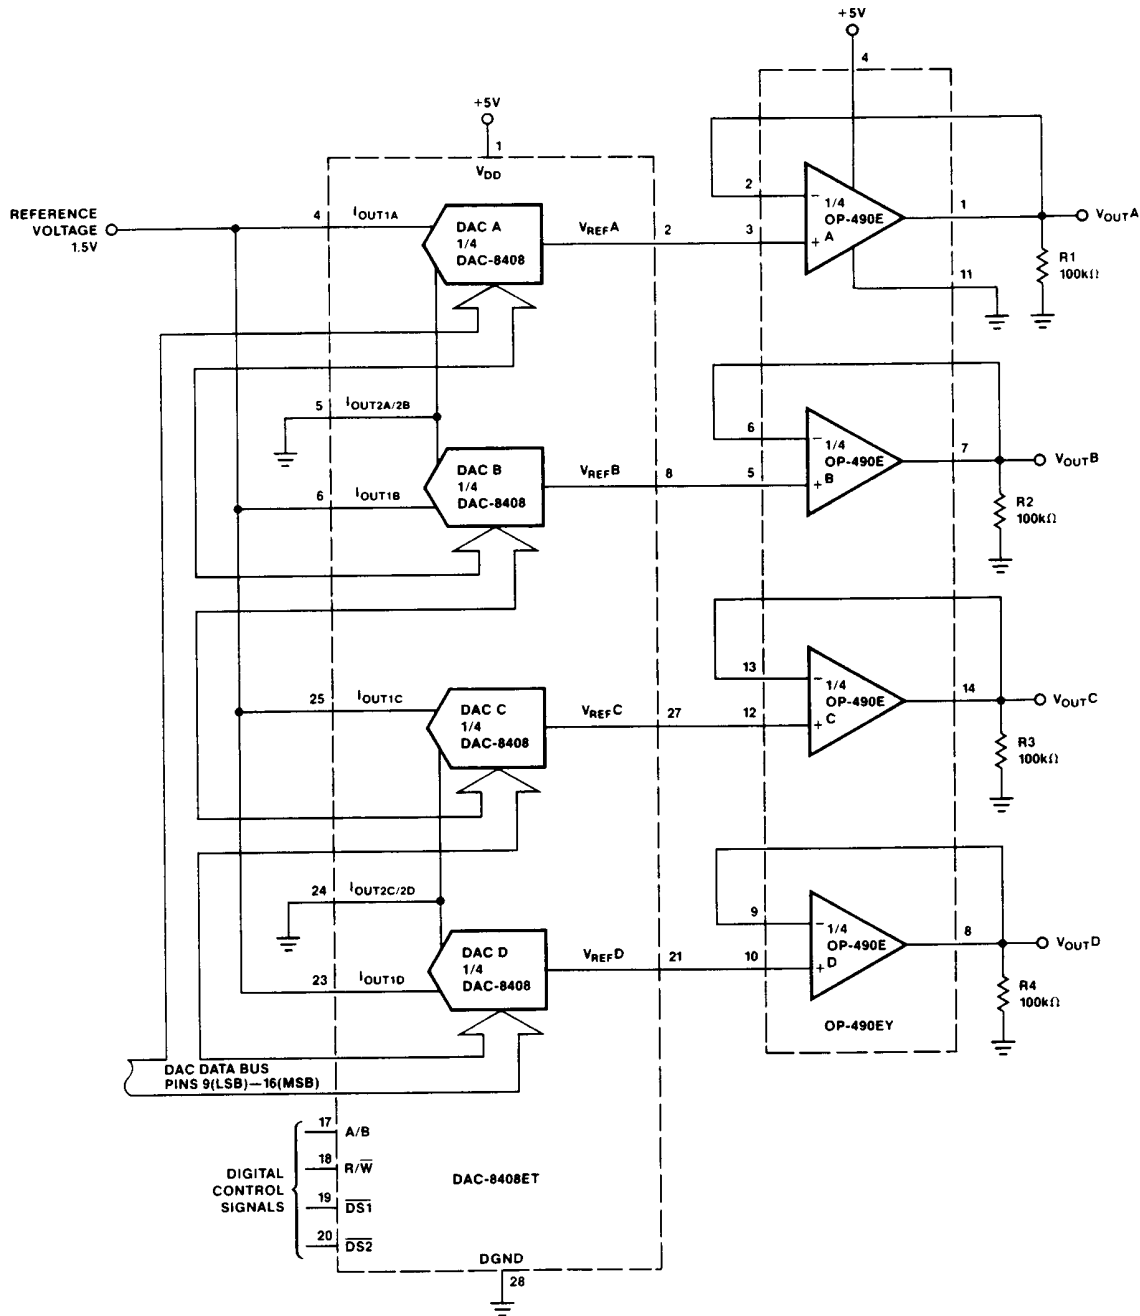 +5V
4
+5V
1
VDD
REFERENCE
VOLTAGE
1.5V
4 IOUT1A
DAC A
1/4
DAC-8408
VREFA 2 3
2
−
1/4
OP-490E
+ A
1
VOUTA
11
R1
100kΩ
5 IOUT2A/2B
6 IOUT1B
DAC B
1/4
DAC-8408
VREFB 8 5
6
−
1/4
OP-490E
+ B
7
VOUTB
R2
100kΩ
25 IOUT1C
DAC C
1/4
DAC-8408
VREFC 27 12
13
−
1/4
OP-490E
+ C
14
VOUTC
R3
100kΩ
24 IOUT2C/2D
23 IOUT1D
DAC D
1/4
DAC-8408
VREFD 21 10
9
−
1/4
OP-490E
+ D
8
VOUTD
R4
100kΩ
OP-490EY
DAC DATA BUS
PINS 9(LSB)—16(MSB)
DIGITAL
CONTROL
SIGNALS
17 A/B
18 R/W̅
19 D̅S̅1̅
20 D̅S̅2̅
DAC-8408ET
DGND
28